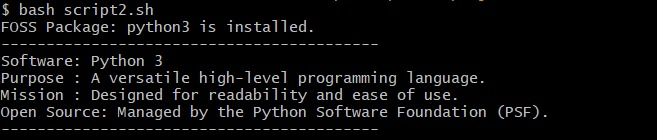 $ bash script2.sh
FOSS Package: python3 is installed.
------------------------------------------
Software: Python 3
Purpose : A versatile high-level programming language.
Mission : Designed for readability and ease of use.
Open Source: Managed by the Python Software Foundation (PSF).
------------------------------------------